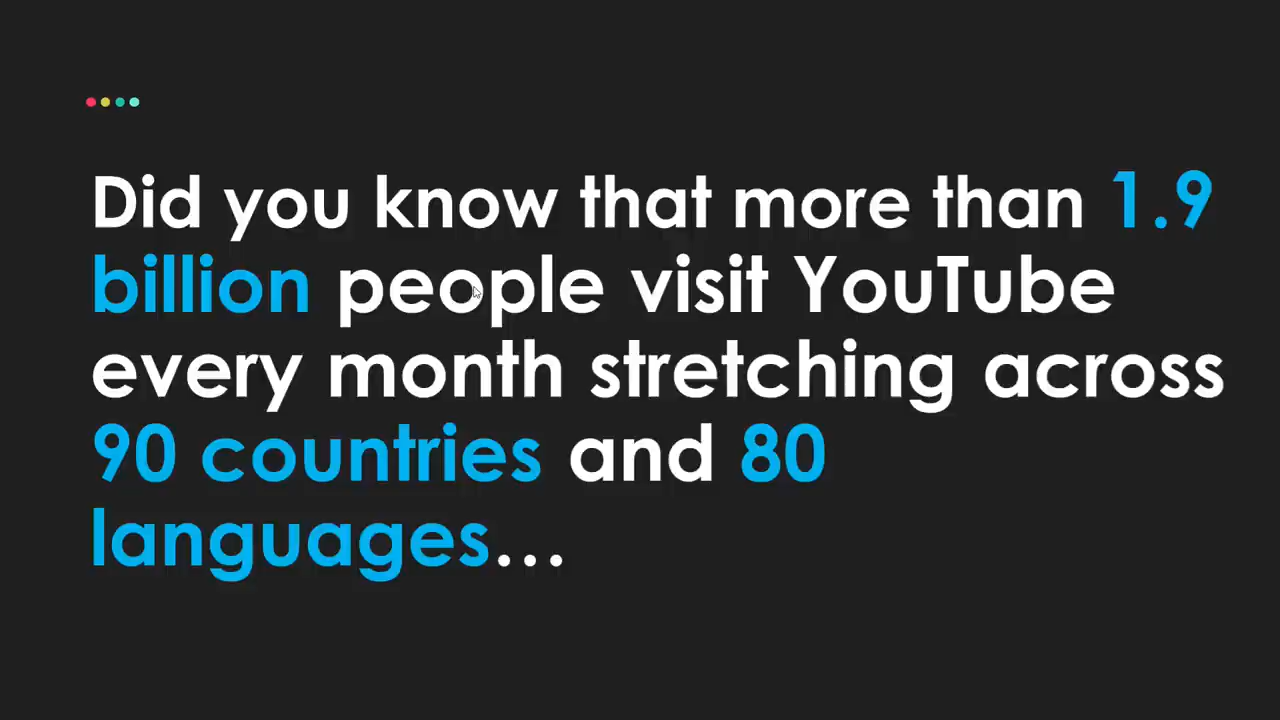 Did you know that more than 1.9
billion people visit YouTube
every month stretching across
90 countries and 80
languages...